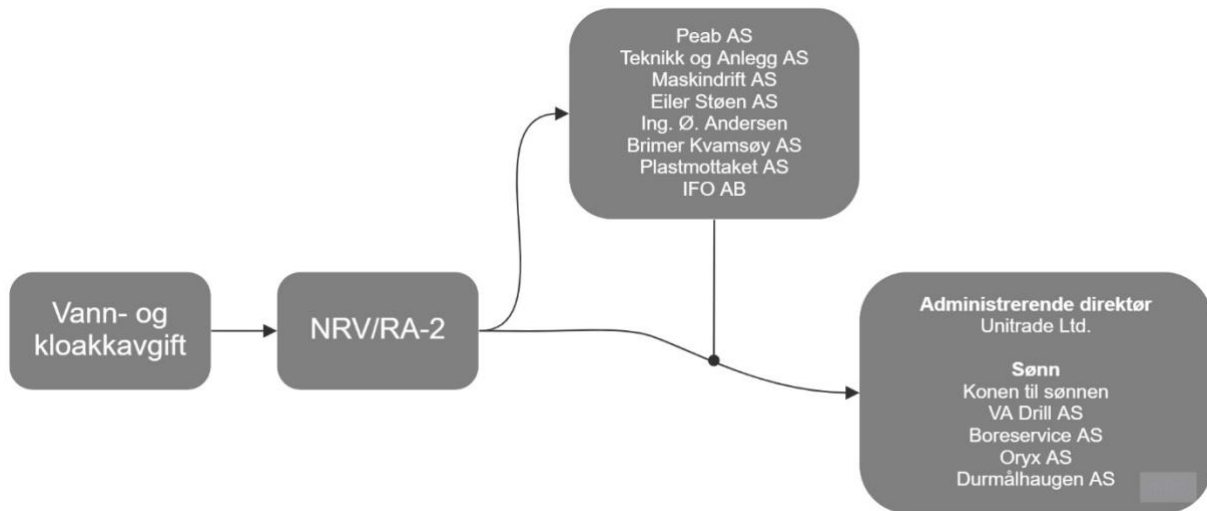 Peab AS
Teknikk og Anlegg AS
Maskindrift AS
Eiler Støen AS
Ing. Ø. Andersen
Brimer Kvamsøy AS
Plastmottaket AS
IFO AB
Vann- og
kloakkavgift
NRV/RA-2
Administrerende direktør
Unitrade Ltd.
Sønn
Konen til sønnen
VA Drill AS
Boreservice AS
Oryx AS
Durmålhaugen AS